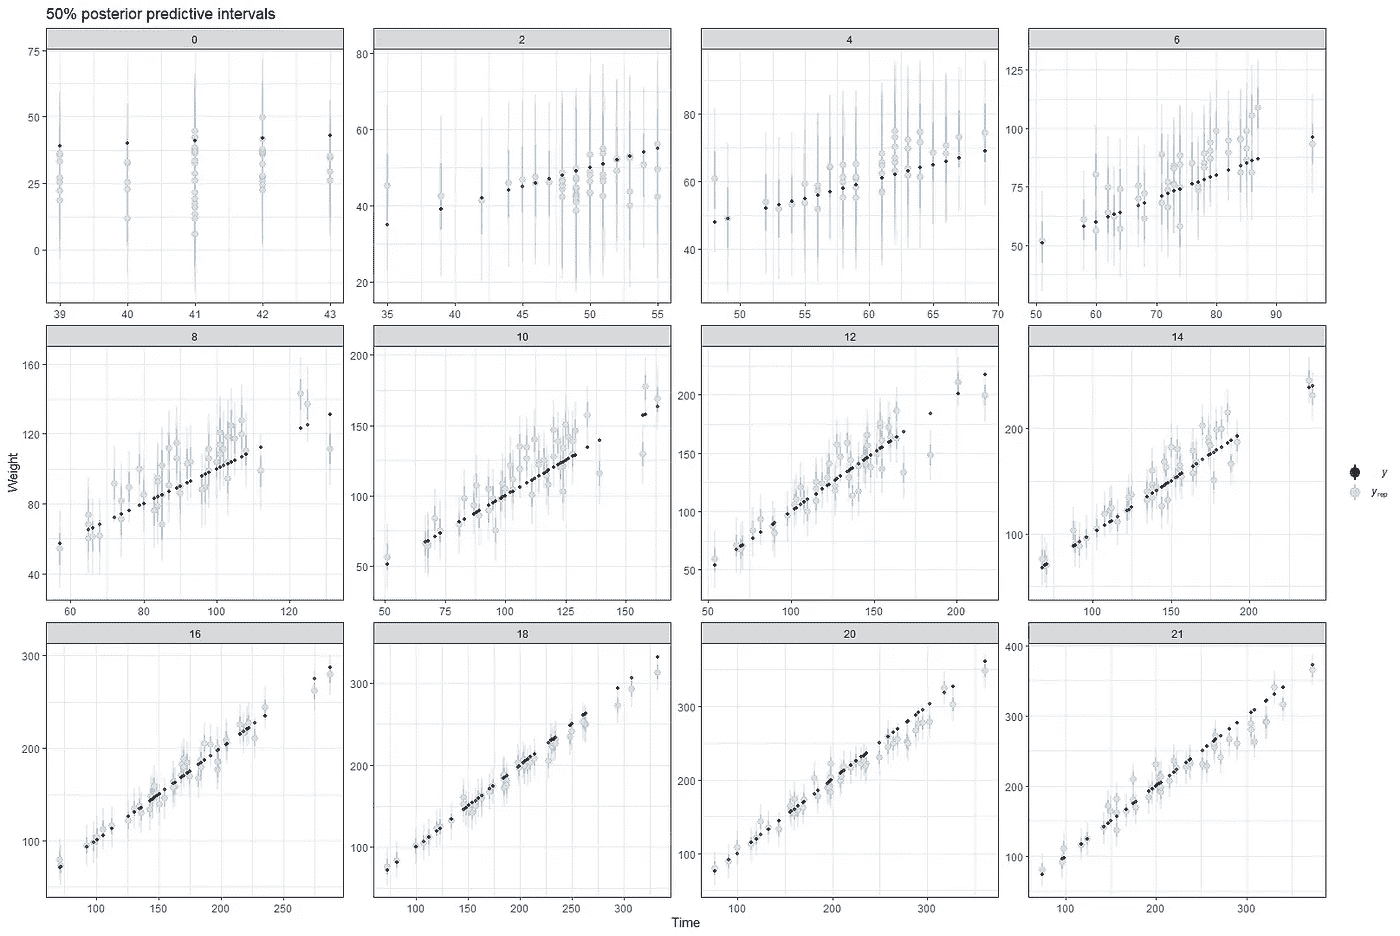 50% posterior predictive intervals
0 2 4 6
75 50 25 0
80 60 40 20
80 60 40
125 100 75 50
39 40 41 42 43
35 40 45 50 55
50 55 60 65 70
50 60 70 80 90
8 10 12 14
160 120 80 40
200 150 100 50
200 150 100 50
200 100
60 80 100 120
50 75 100 125 150
50 100 150 200
100 200
16 18 20 21
300 200 100
300 200 100
300 200 100
400 300 200 100
100 150 200 250
100 150 200 250 300
100 200 300
100 200 300
Weight
Time
y
yrep